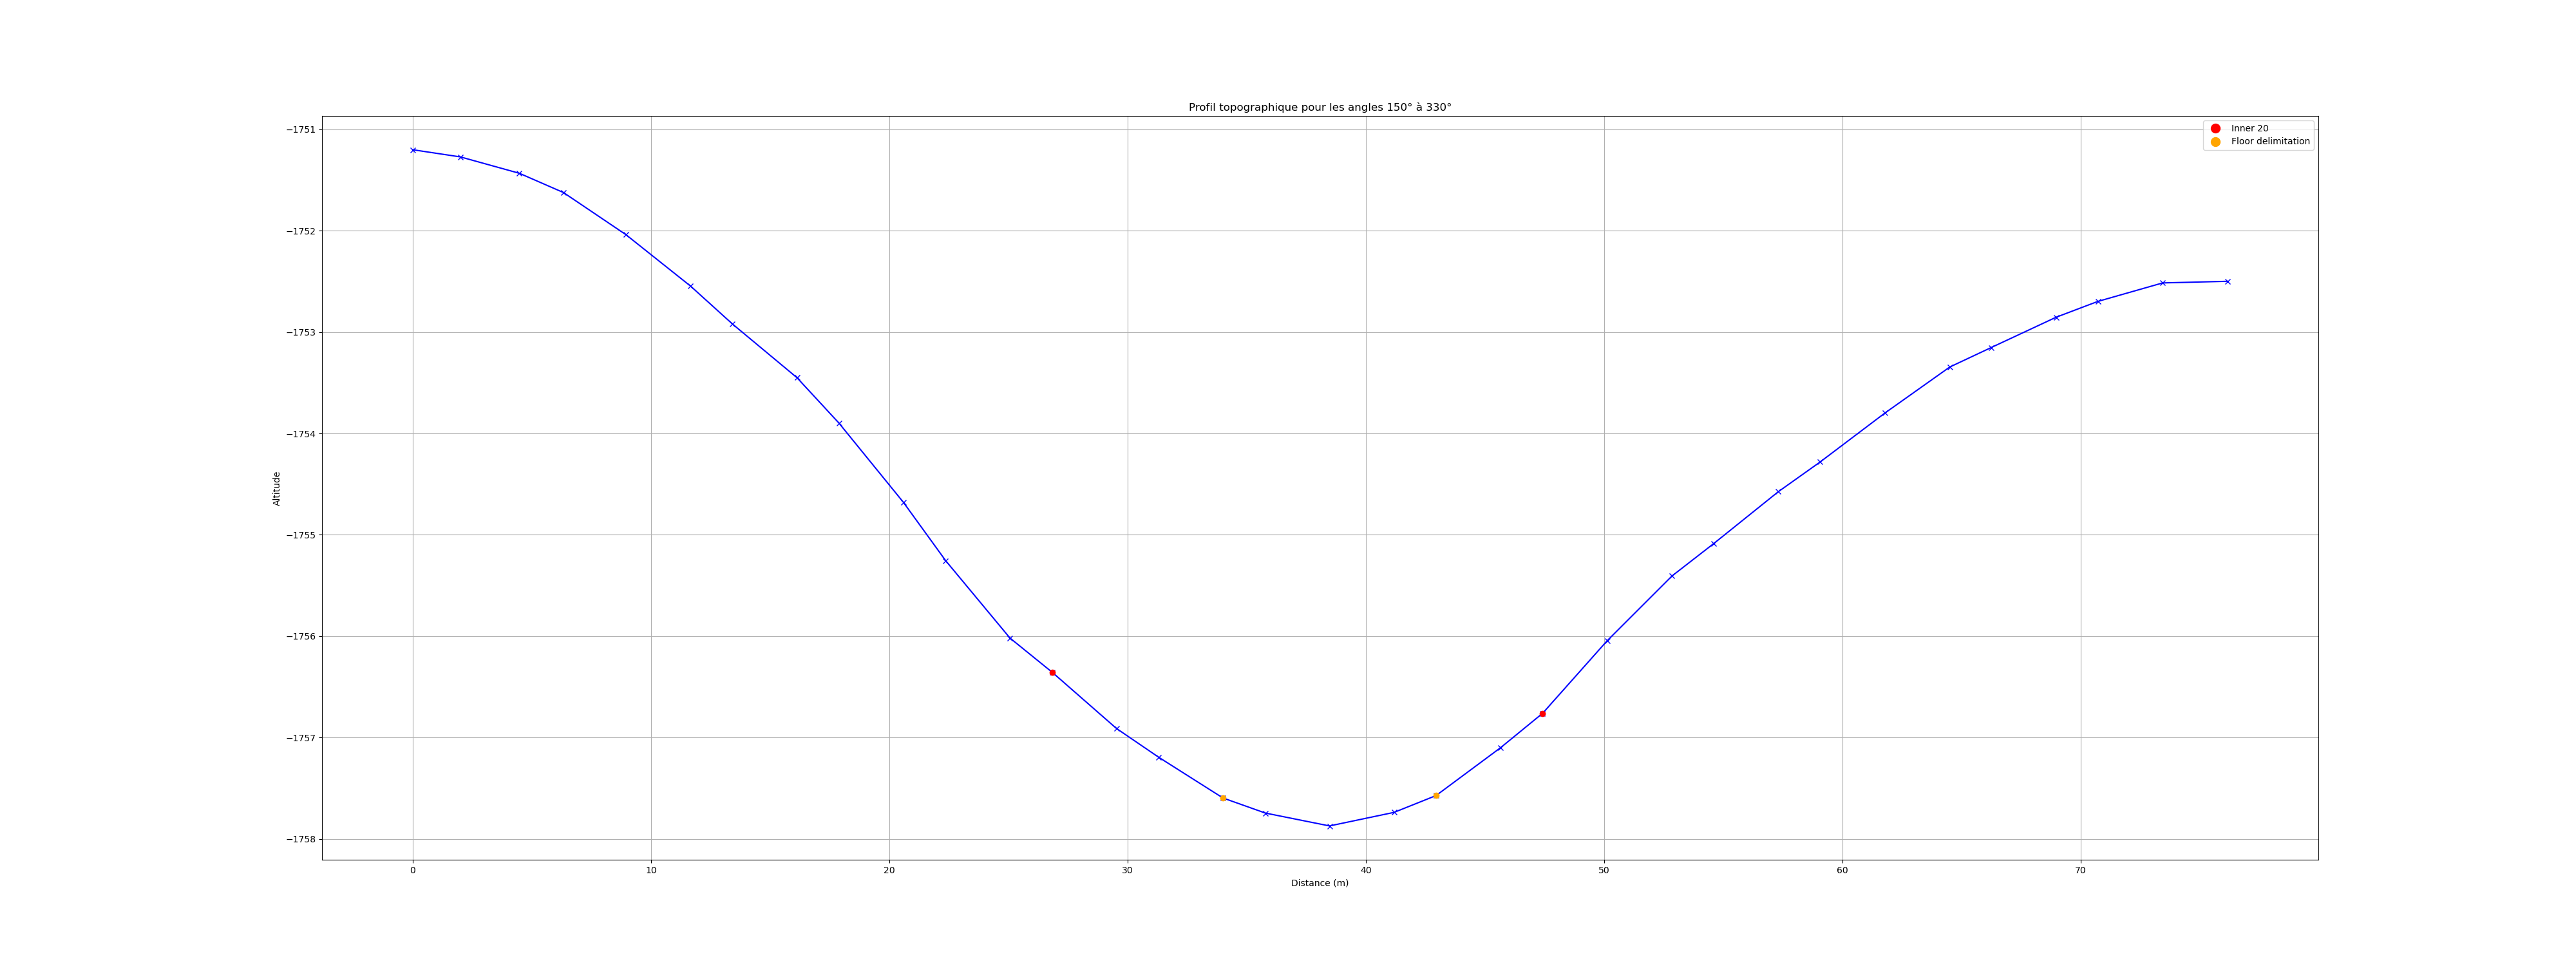 Profil topographique pour les angles 150° à 330°
Inner 20
Floor delimitation
Altitude
−1751
−1752
−1753
−1754
−1755
−1756
−1757
−1758
0 10 20 30 40 50 60 70
Distance (m)